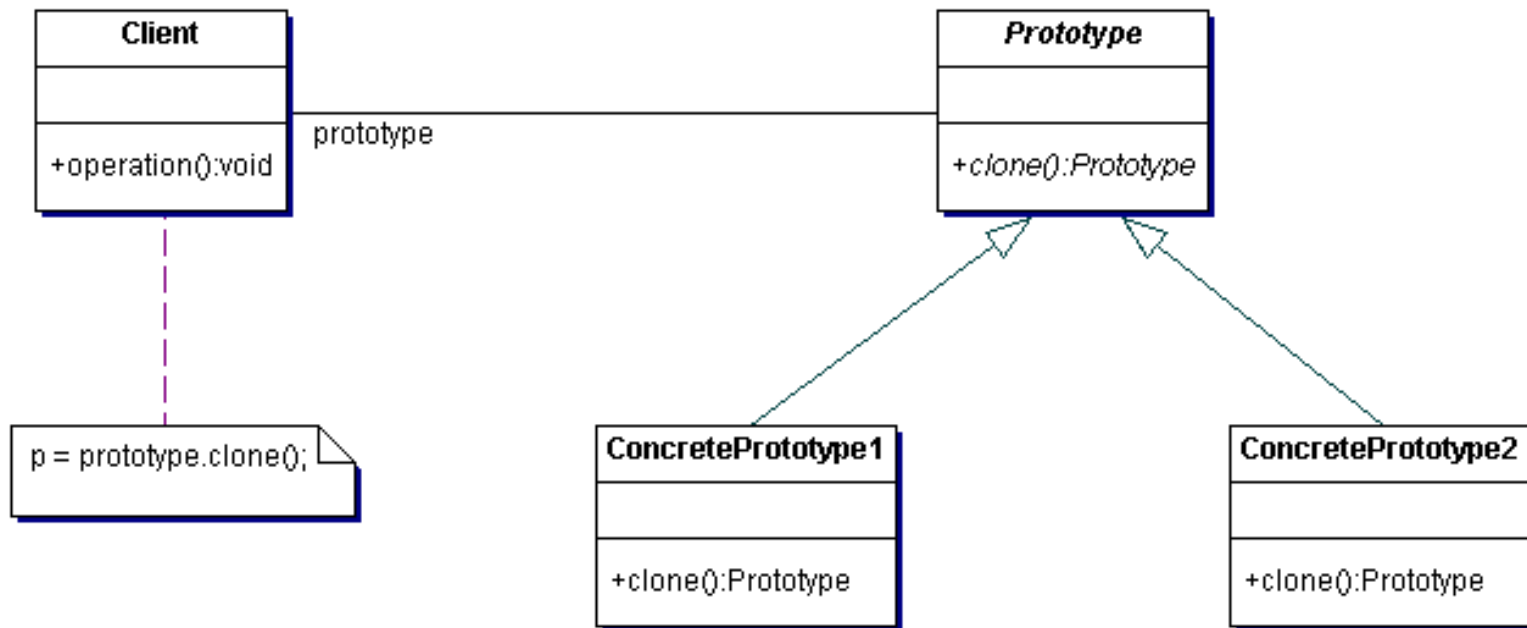 Client
Prototype
prototype
+operation():void
+clone():Prototype
p = prototype.clone();
ConcretePrototype1
ConcretePrototype2
+clone():Prototype
+clone():Prototype